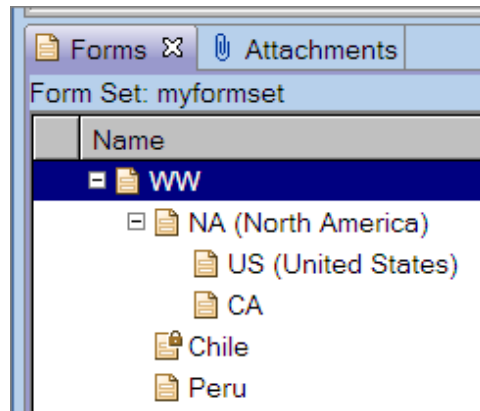 Forms Attachments
Form Set: myformset
Name
WW
NA (North America)
US (United States)
CA
Chile
Peru